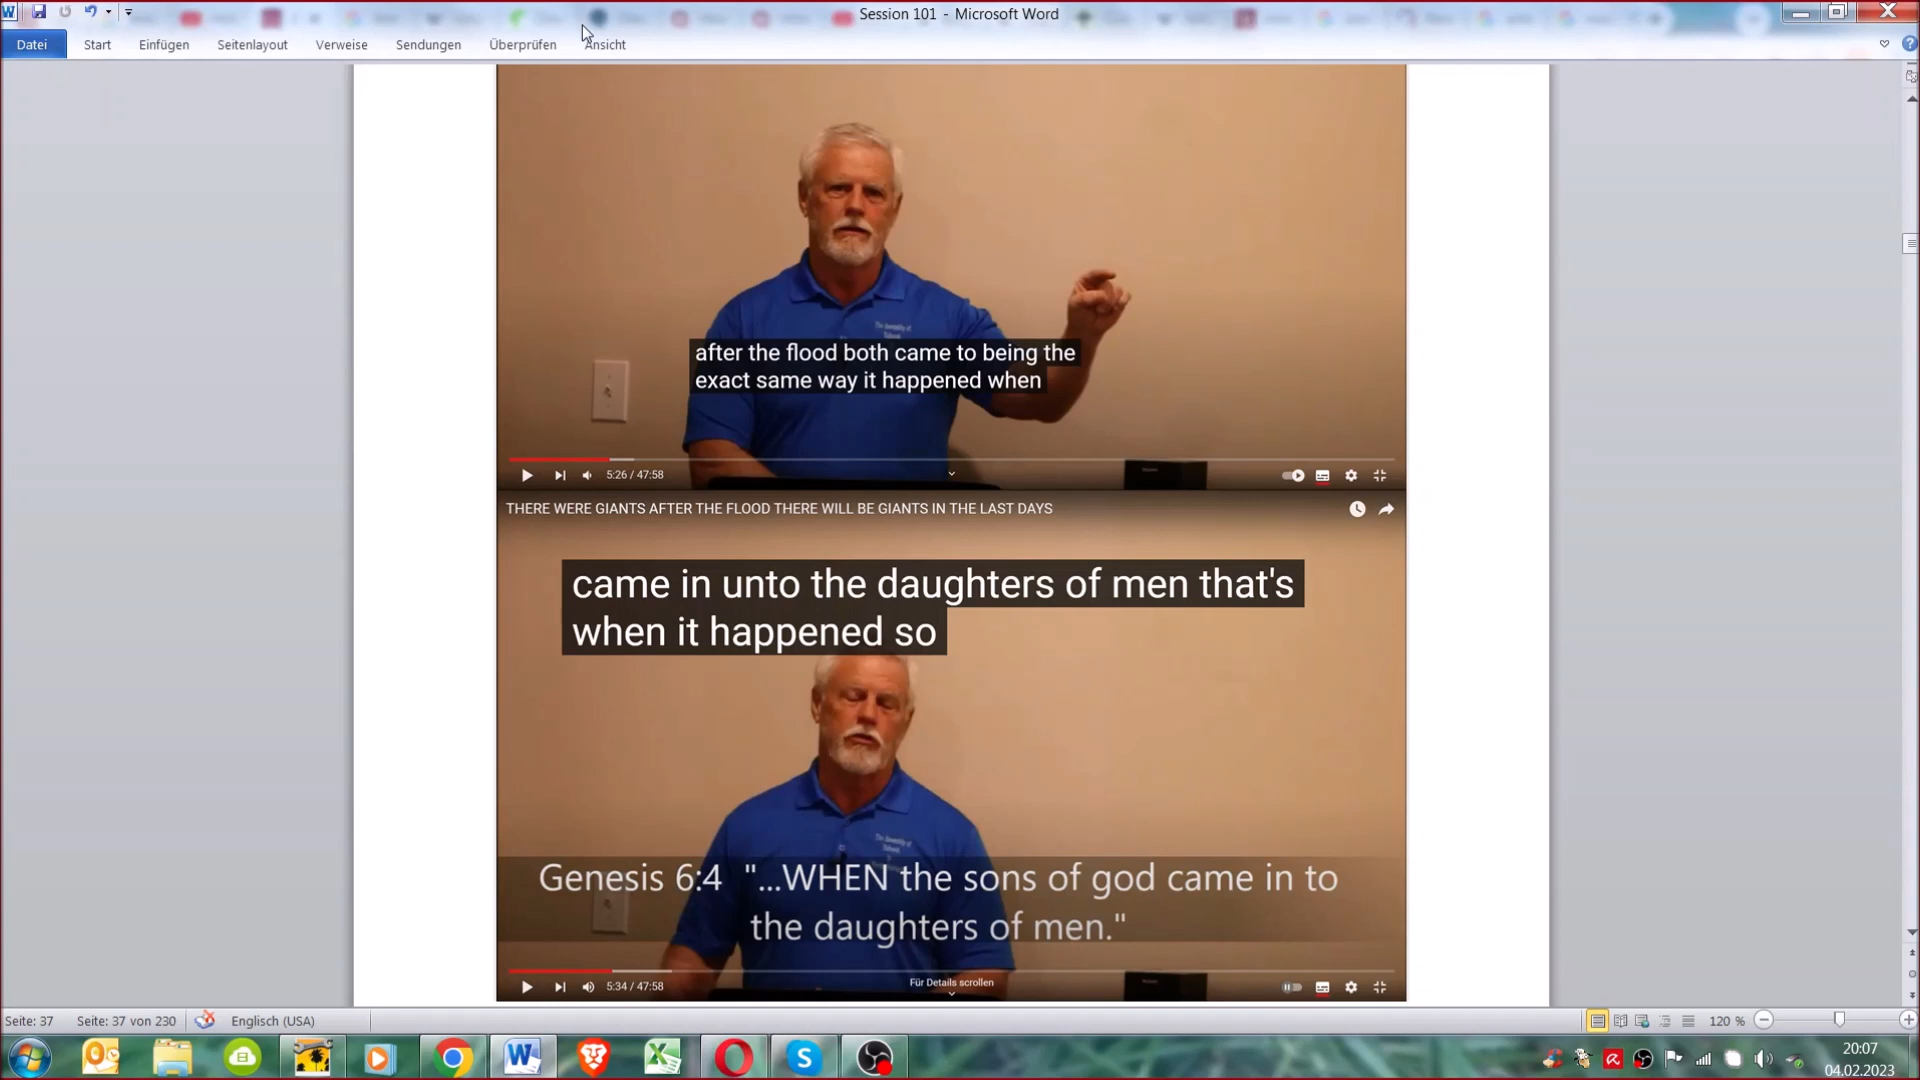 Session 101 - Microsoft Word
Datei Start Einfügen Seitenlayout Verweise Sendungen Überprüfen Ansicht
after the flood both came to being the
exact same way it happened when
5:26 / 47:58
THERE WERE GIANTS AFTER THE FLOOD THERE WILL BE GIANTS IN THE LAST DAYS
came in unto the daughters of men that's
when it happened so
Genesis 6:4 "...WHEN the sons of god came in to
the daughters of men."
Für Details scrollen
5:34 / 47:58
Seite: 37 Seite: 37 von 230 Englisch (USA) 120 %
20:07
04.02.2023